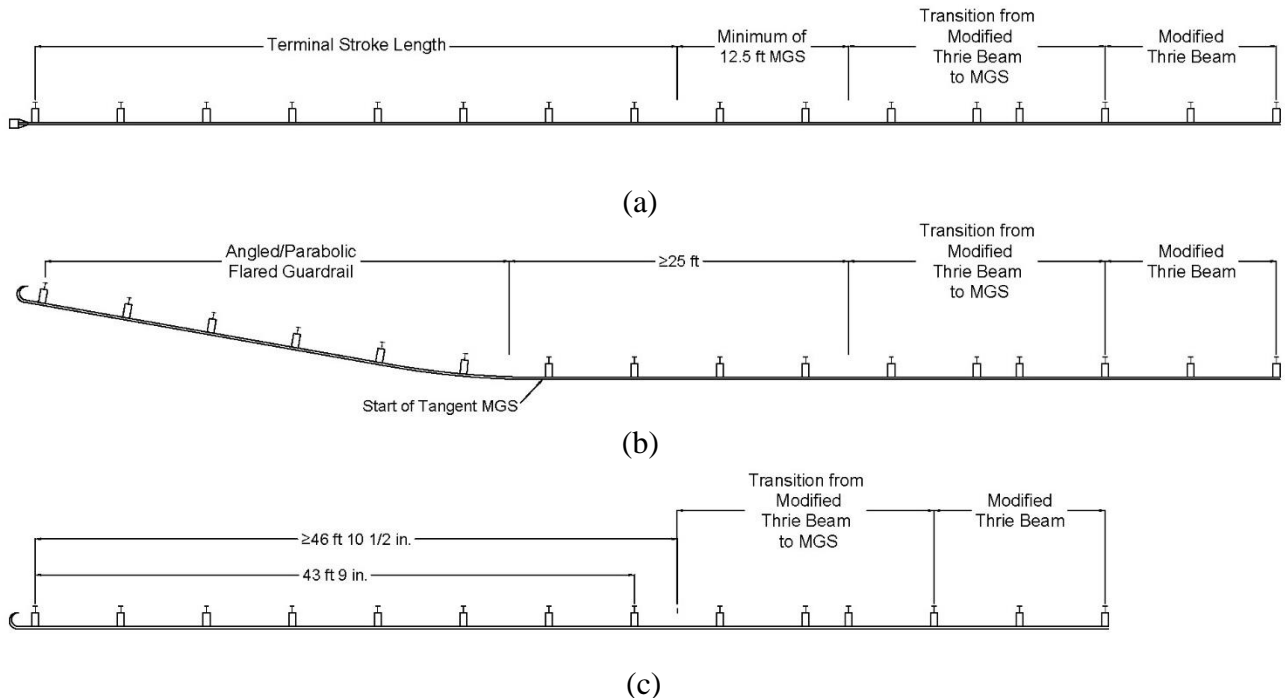 Terminal Stroke Length
Minimum of
12.5 ft MGS
Transition from
Modified
Thrie Beam
to MGS
Modified
Thrie Beam
(a)
Angled/Parabolic
Flared Guardrail
≥25 ft
Transition from
Modified
Thrie Beam
to MGS
Modified
Thrie Beam
Start of Tangent MGS
(b)
≥46 ft 10 1/2 in.
43 ft 9 in.
Transition from
Modified
Thrie Beam
to MGS
Modified
Thrie Beam
(c)